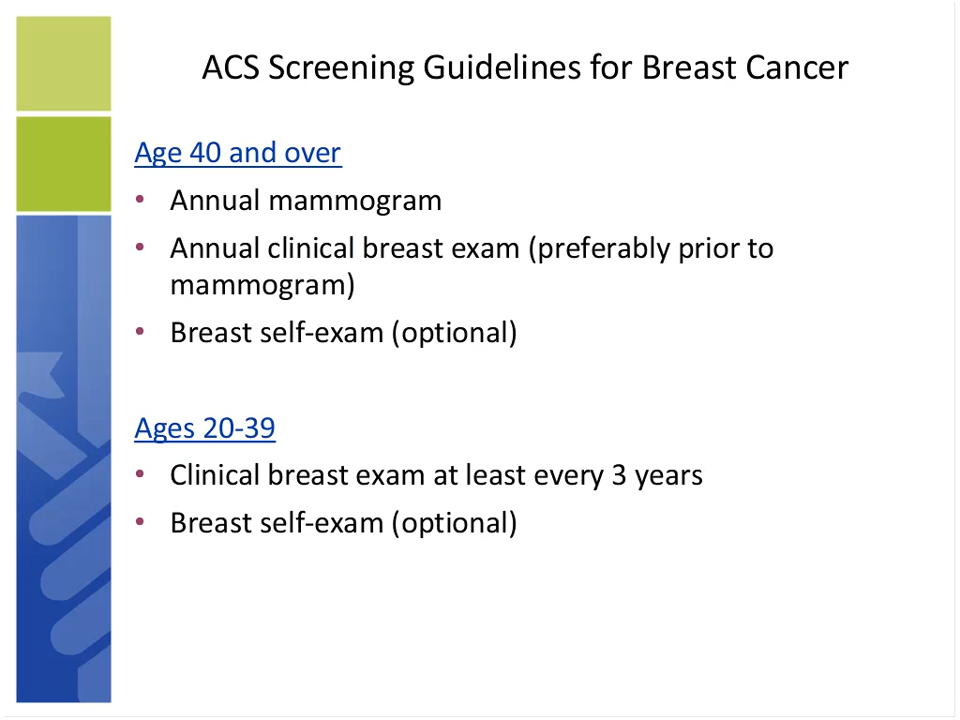 ACS Screening Guidelines for Breast Cancer
Age 40 and over
• Annual mammogram
• Annual clinical breast exam (preferably prior to
mammogram)
• Breast self-exam (optional)
Ages 20-39
• Clinical breast exam at least every 3 years
• Breast self-exam (optional)